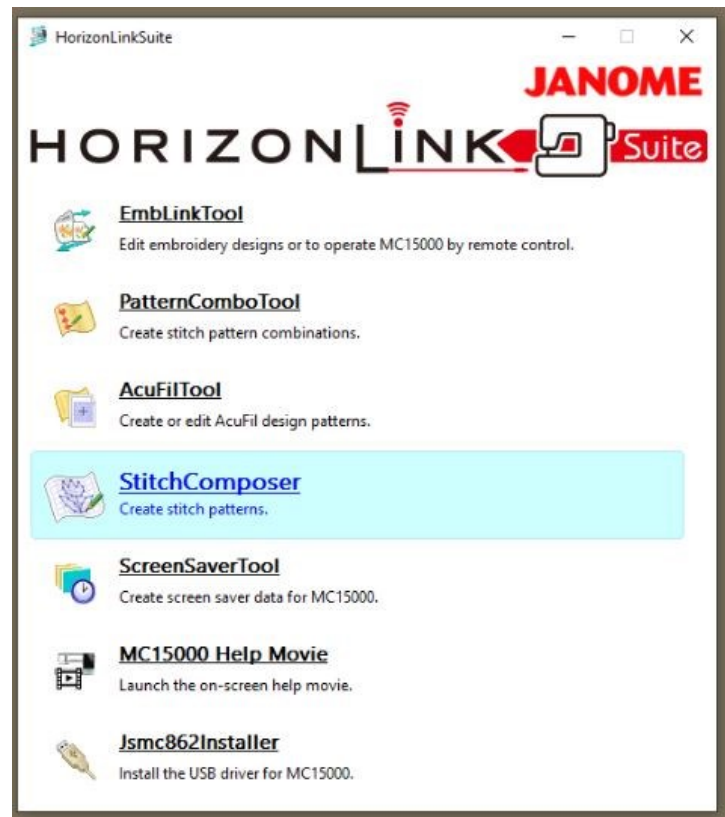 HorizonLinkSuite
JANOME
HORIZONLiNK Suite
EmbLinkTool
Edit embroidery designs or to operate MC15000 by remote control.
PatternComboTool
Create stitch pattern combinations.
AcuFilTool
Create or edit AcuFil design patterns.
StitchComposer
Create stitch patterns.
ScreenSaverTool
Create screen saver data for MC15000.
MC15000 Help Movie
Launch the on-screen help movie.
Jsmc862Installer
Install the USB driver for MC15000.